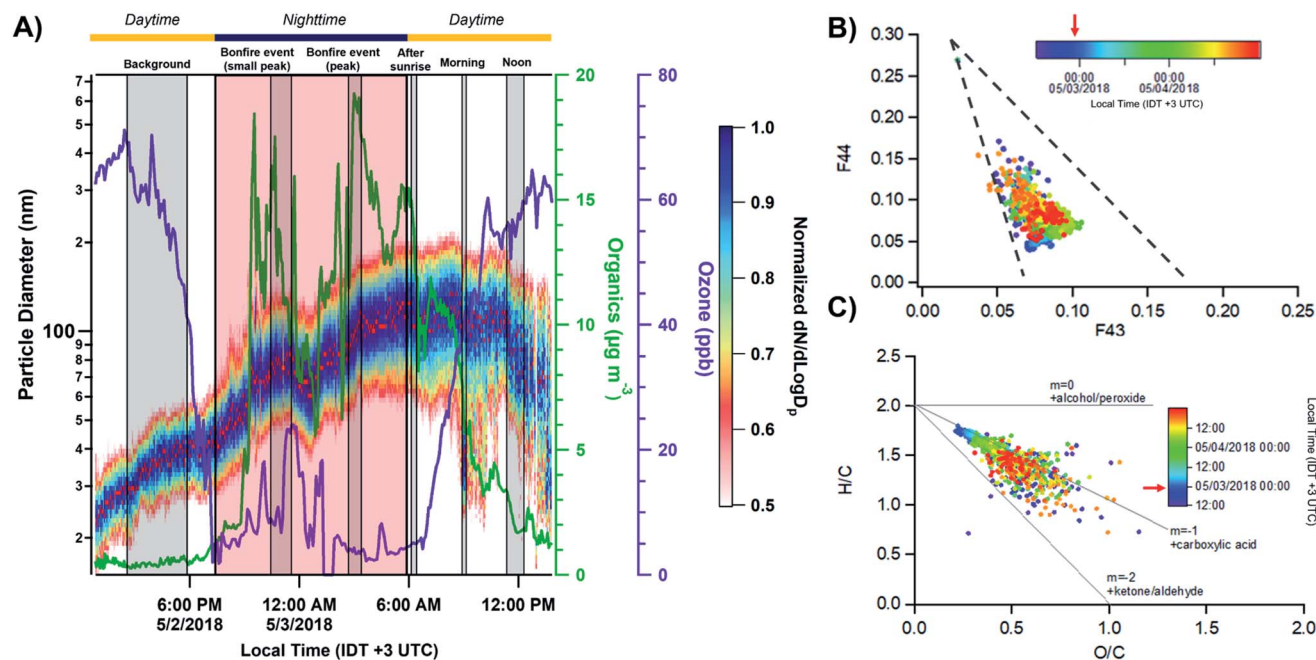 A)
Daytime
Nighttime
Daytime
Background
Bonfire event
(small peak)
Bonfire event
(peak)
After
sunrise
Morning
Noon
Particle Diameter (nm)
7
6
5
4
3
2
100
9
8
7
6
5
4
3
2
6:00 PM
5/2/2018
12:00 AM
5/3/2018
6:00 AM
12:00 PM
Local Time (IDT +3 UTC)
20
15
10
5
0
Organics (µg m⁻³)
80
60
40
20
0
Ozone (ppb)
1.0
0.9
0.8
0.7
0.6
0.5
Normalized dN/dLogDₚ
B)
0.30
0.25
0.20
0.15
0.10
0.05
0.00
F44
0.00
0.05
0.10
0.15
0.20
0.25
F43
00:00
05/03/2018
00:00
05/04/2018
Local Time (IDT +3 UTC)
C)
2.5
2.0
1.5
1.0
0.5
0.0
H/C
0.0
0.5
1.0
1.5
2.0
O/C
m=0
+alcohol/peroxide
m=-1
+carboxylic acid
m=-2
+ketone/aldehyde
12:00
05/04/2018 00:00
12:00
05/03/2018 00:00
12:00
Local Time (IDT +3 UTC)